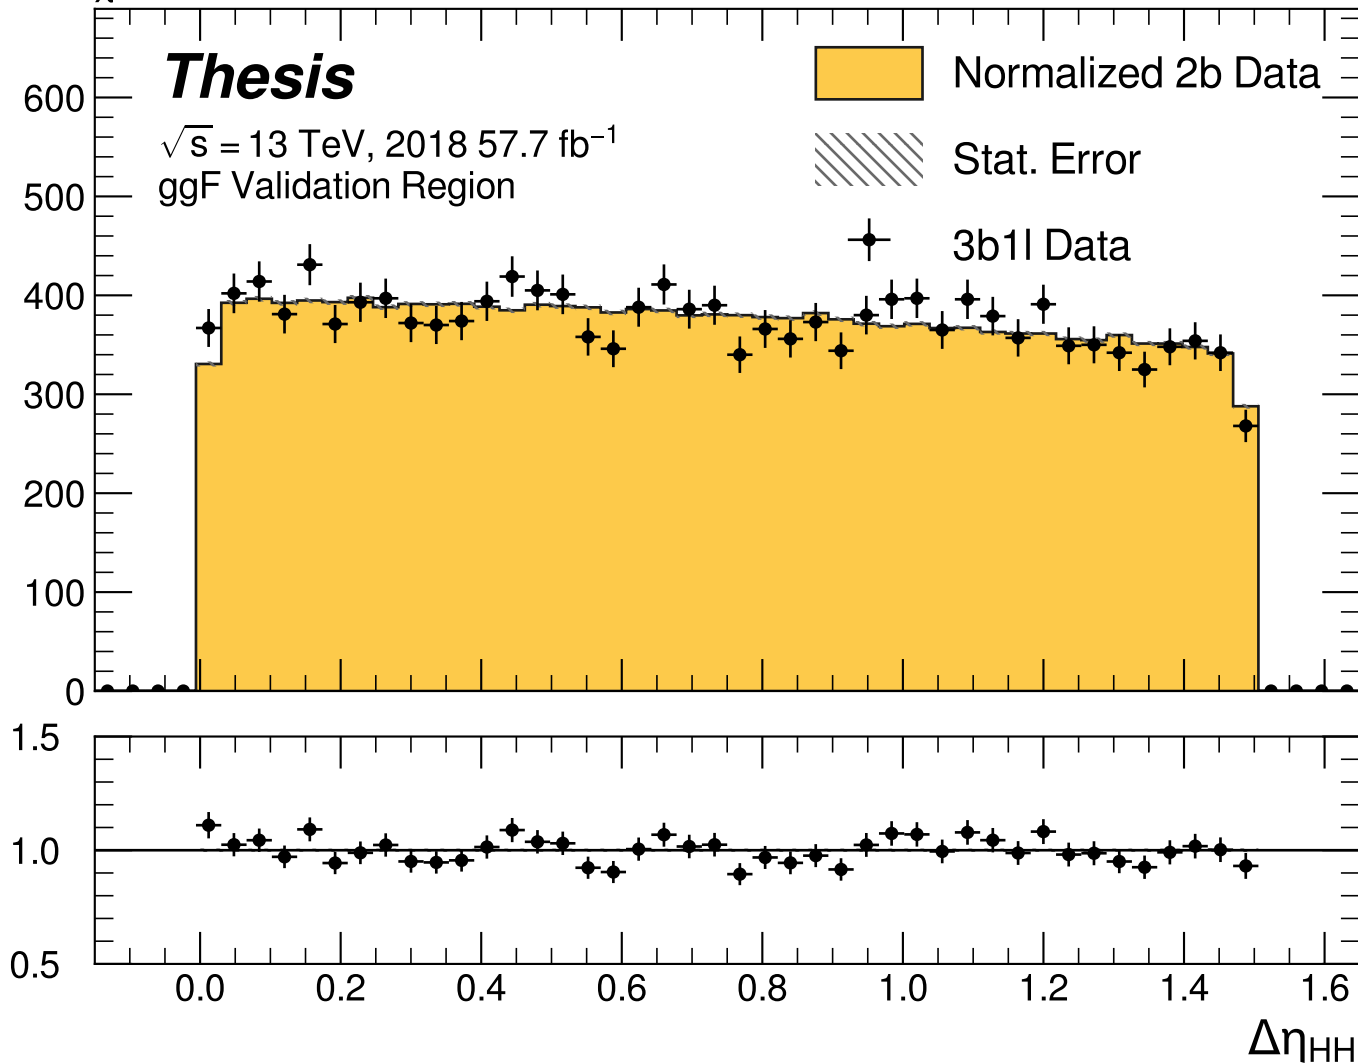 Thesis
√s = 13 TeV, 2018 57.7 fb⁻¹
ggF Validation Region
Normalized 2b Data
Stat. Error
3b1l Data
600
500
400
300
200
100
0
1.5
1.0
0.5
0.0 0.2 0.4 0.6 0.8 1.0 1.2 1.4 1.6
Δη_HH